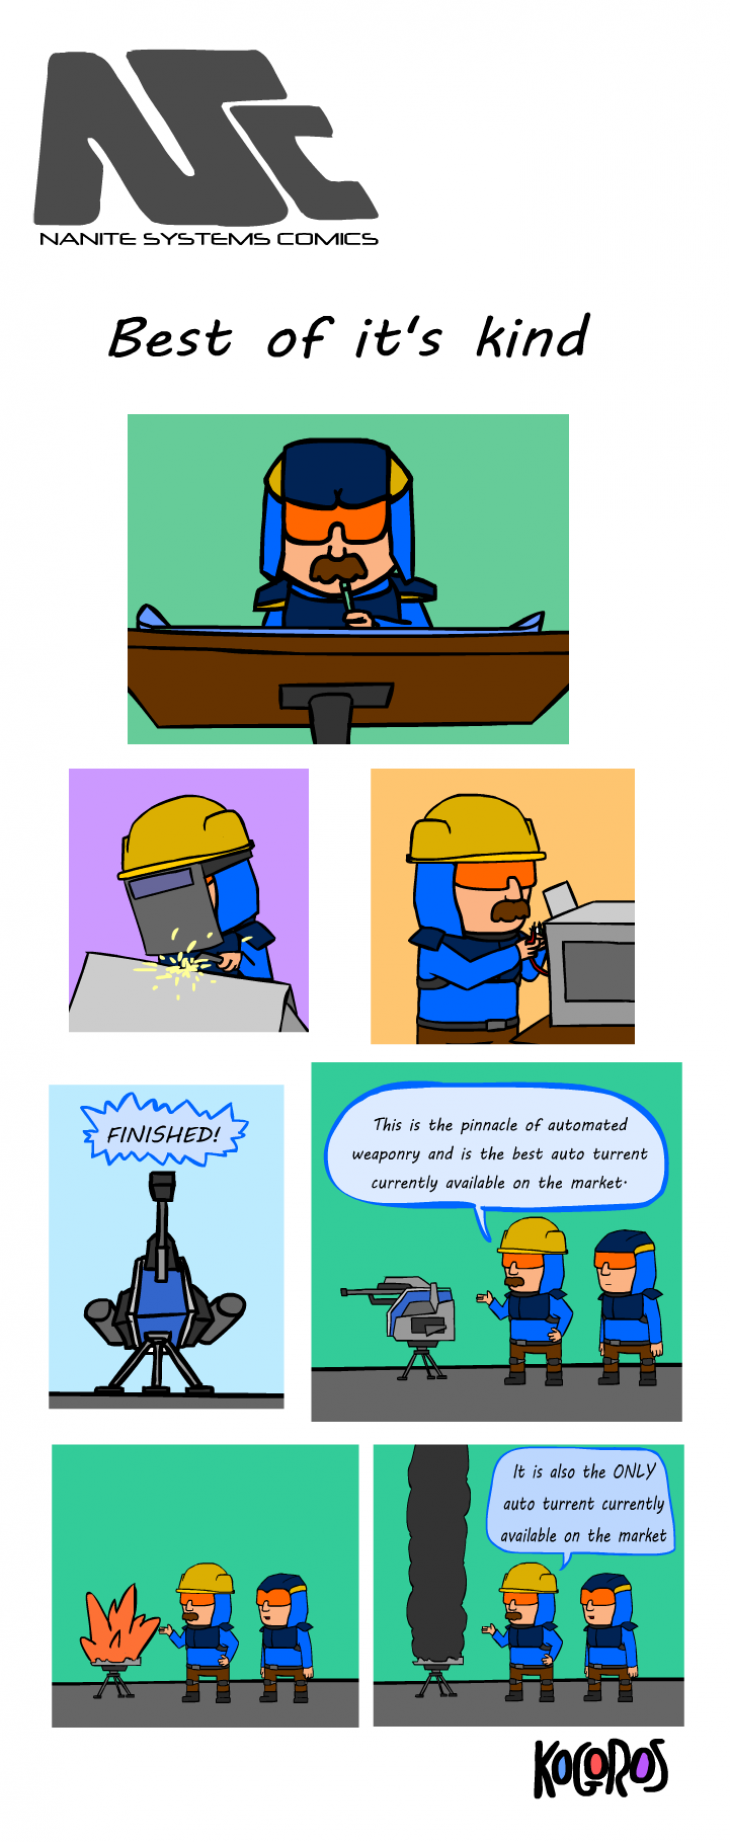 NSC
NANITE SYSTEMS COMICS
Best of it's kind
FINISHED!
This is the pinnacle of automated
weaponry and is the best auto turrent
currently available on the market.
It is also the ONLY
auto turrent currently
available on the market
KOGOROS